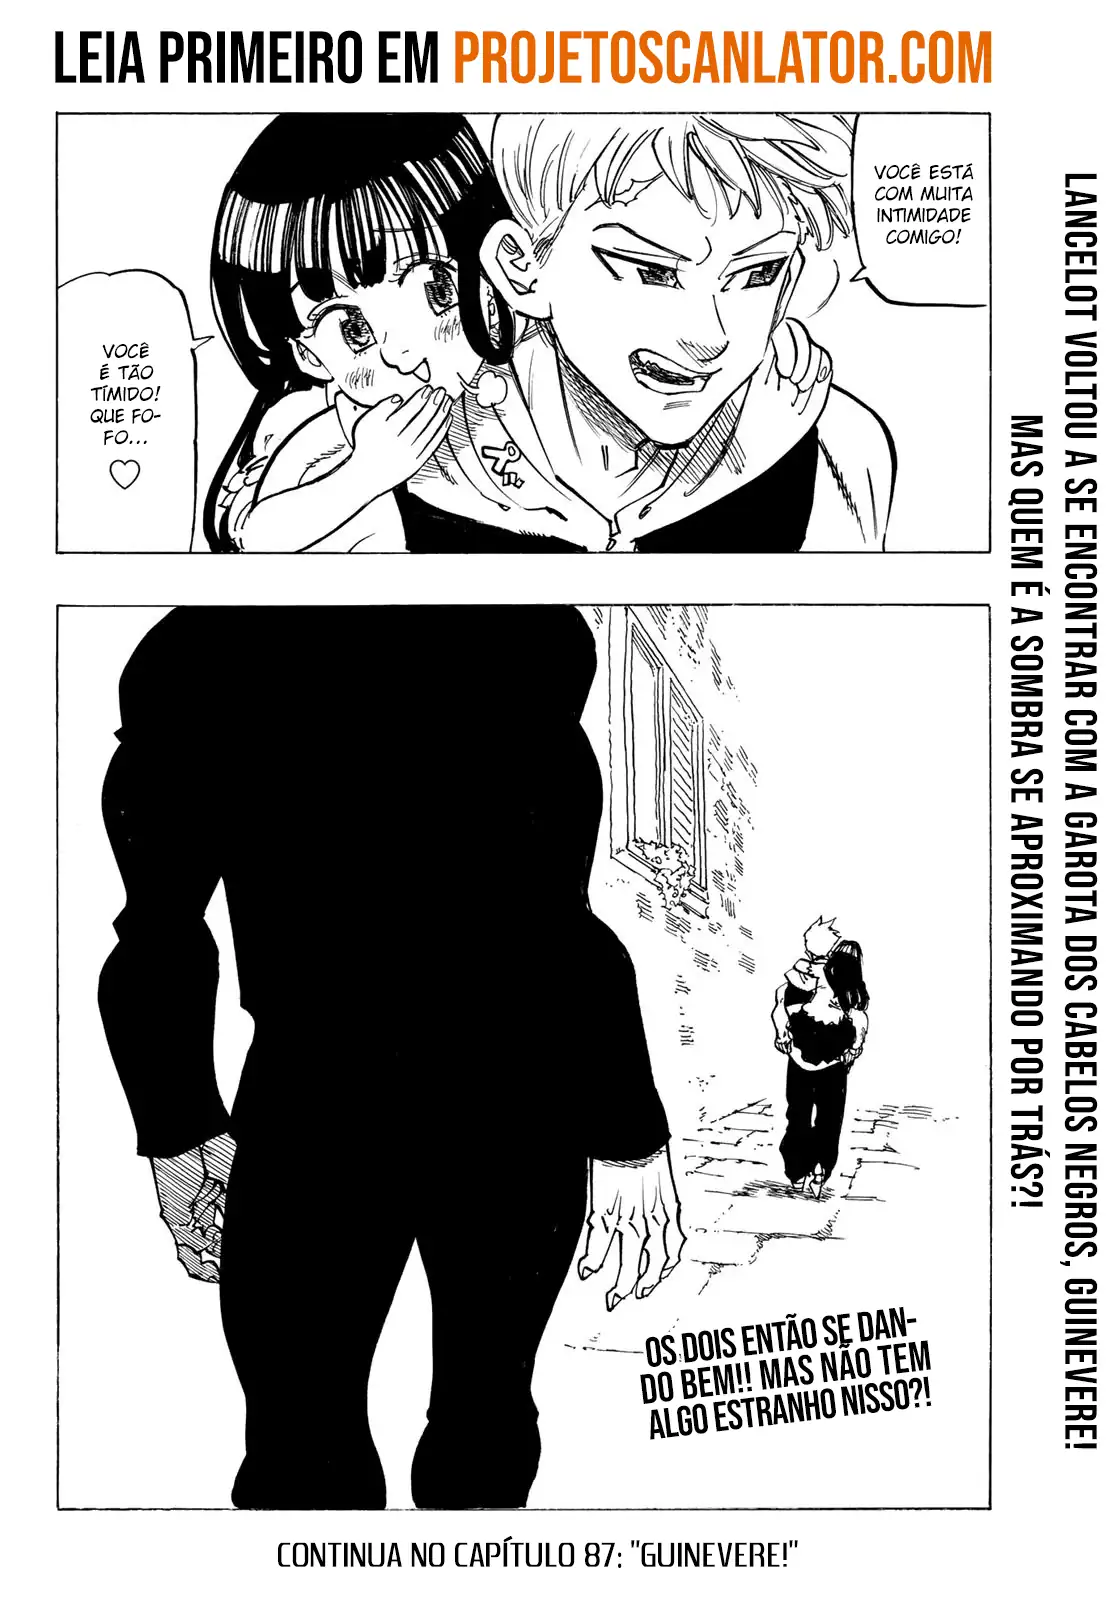 LEIA PRIMEIRO EM PROJETOSCANLATOR.COM
VOCÊ ESTÁ
COM MUITA
INTIMIDADE
COMIGO!
VOCÊ
É TÃO
TÍMIDO!
QUE FO-
FO...
♡
LANCELOT VOLTOU A SE ENCONTRAR COM A GAROTA DOS CABELOS NEGROS, GUINEVERE!
MAS QUEM É A SOMBRA SE APROXIMANDO POR TRÁS?!
OS DOIS ENTÃO SE DAN-
DO BEM!! MAS NÃO TEM
ALGO ESTRANHO NISSO?!
CONTINUA NO CAPÍTULO 87: "GUINEVERE!"